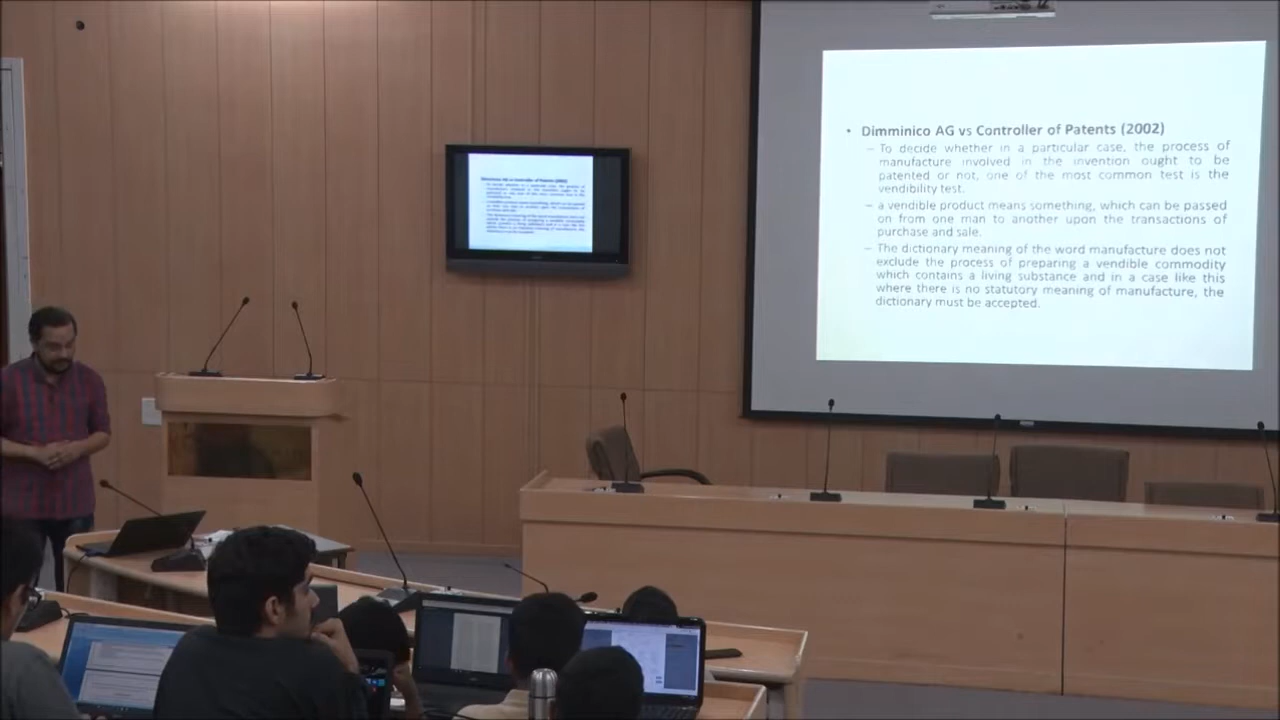 • Dimminico AG vs Controller of Patents (2002)
– To decide whether in a particular case, the process of
manufacture involved in the invention ought to be
patented or not, one of the most common test is the
vendibility test.
– a vendible product means something, which can be passed
on from one man to another upon the transactions of
purchase and sale.
– The dictionary meaning of the word manufacture does not
exclude the process of preparing a vendible commodity
which contains a living substance and in a case like this
where there is no statutory meaning of manufacture, the
dictionary must be accepted.